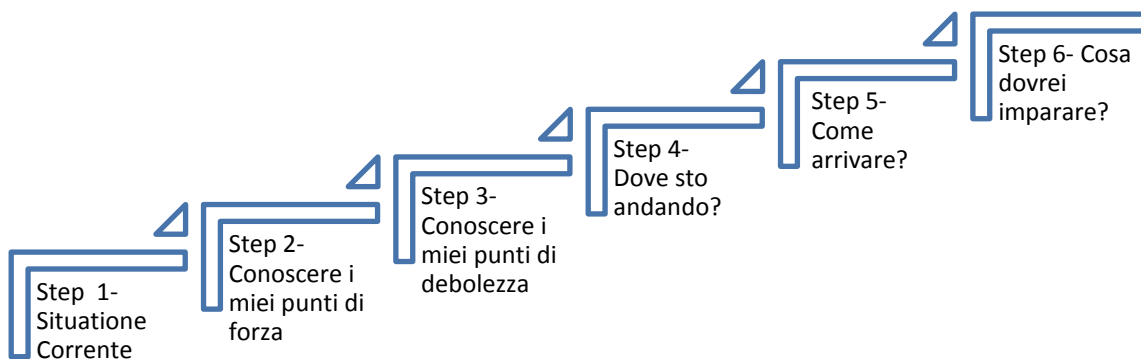 Step 1-
Situatione
Corrente
Step 2-
Conoscere i
miei punti di
forza
Step 3-
Conoscere i
miei punti di
debolezza
Step 4-
Dove sto
andando?
Step 5-
Come
arrivare?
Step 6- Cosa
dovrei
imparare?